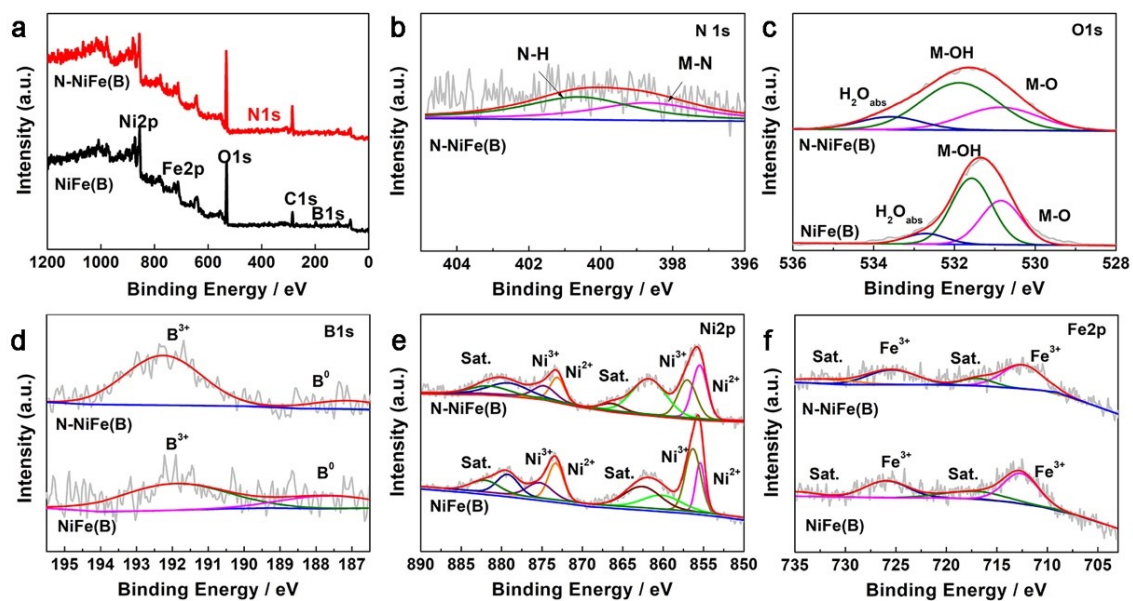 a
Intensity (a.u.)
N-NiFe(B)
N1s
Ni2p
Fe2p
O1s
NiFe(B)
C1s
B1s
1200 1000 800 600 400 200 0
Binding Energy / eV
b
N 1s
Intensity (a.u.)
N-H
M-N
N-NiFe(B)
404 402 400 398 396
Binding Energy / eV
c
O1s
Intensity (a.u.)
M-OH
H2Oabs
M-O
N-NiFe(B)
M-OH
H2Oabs
M-O
NiFe(B)
536 534 532 530 528
Binding Energy / eV
d
B1s
Intensity (a.u.)
B3+
B0
N-NiFe(B)
B3+
B0
NiFe(B)
195 194 193 192 191 190 189 188 187
Binding Energy / eV
e
Ni2p
Intensity (a.u.)
Sat.
Ni3+
Ni2+
Sat.
Ni3+
Ni2+
N-NiFe(B)
Sat.
Ni3+
Ni2+
Sat.
Ni3+
Ni2+
NiFe(B)
890 880 870 860 850
Binding Energy / eV
f
Fe2p
Intensity (a.u.)
Sat.
Fe3+
Sat.
Fe3+
N-NiFe(B)
Sat.
Fe3+
Sat.
Fe3+
NiFe(B)
735 730 725 720 715 710 705
Binding Energy / eV